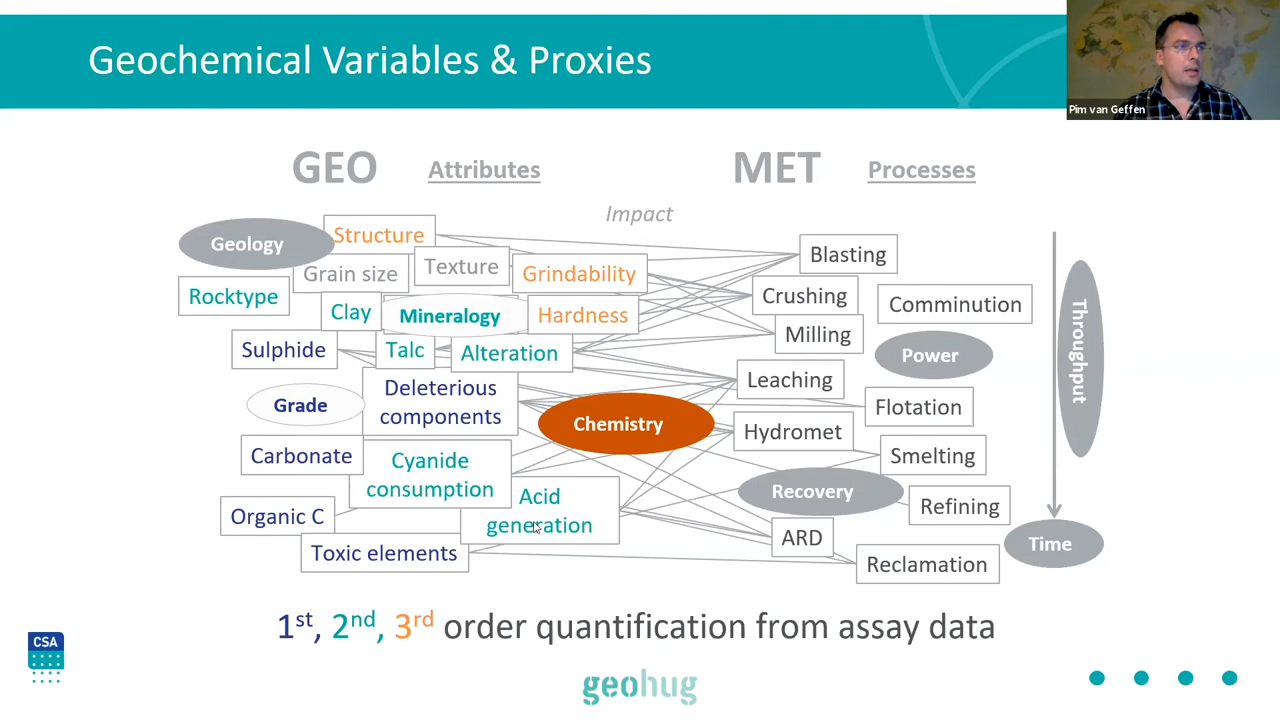 Geochemical Variables & Proxies
Pim van Geffen
GEO
Attributes
MET
Processes
Impact
Structure
Geology
Grain size
Texture
Grindability
Rocktype
Clay
Mineralogy
Hardness
Sulphide
Talc
Alteration
Deleterious
components
Grade
Chemistry
Carbonate
Cyanide
consumption
Acid
generation
Organic C
Toxic elements
Blasting
Crushing
Comminution
Milling
Power
Leaching
Flotation
Hydromet
Smelting
Recovery
Refining
ARD
Reclamation
Throughput
Time
1st, 2nd, 3rd order quantification from assay data
CSA
geohug